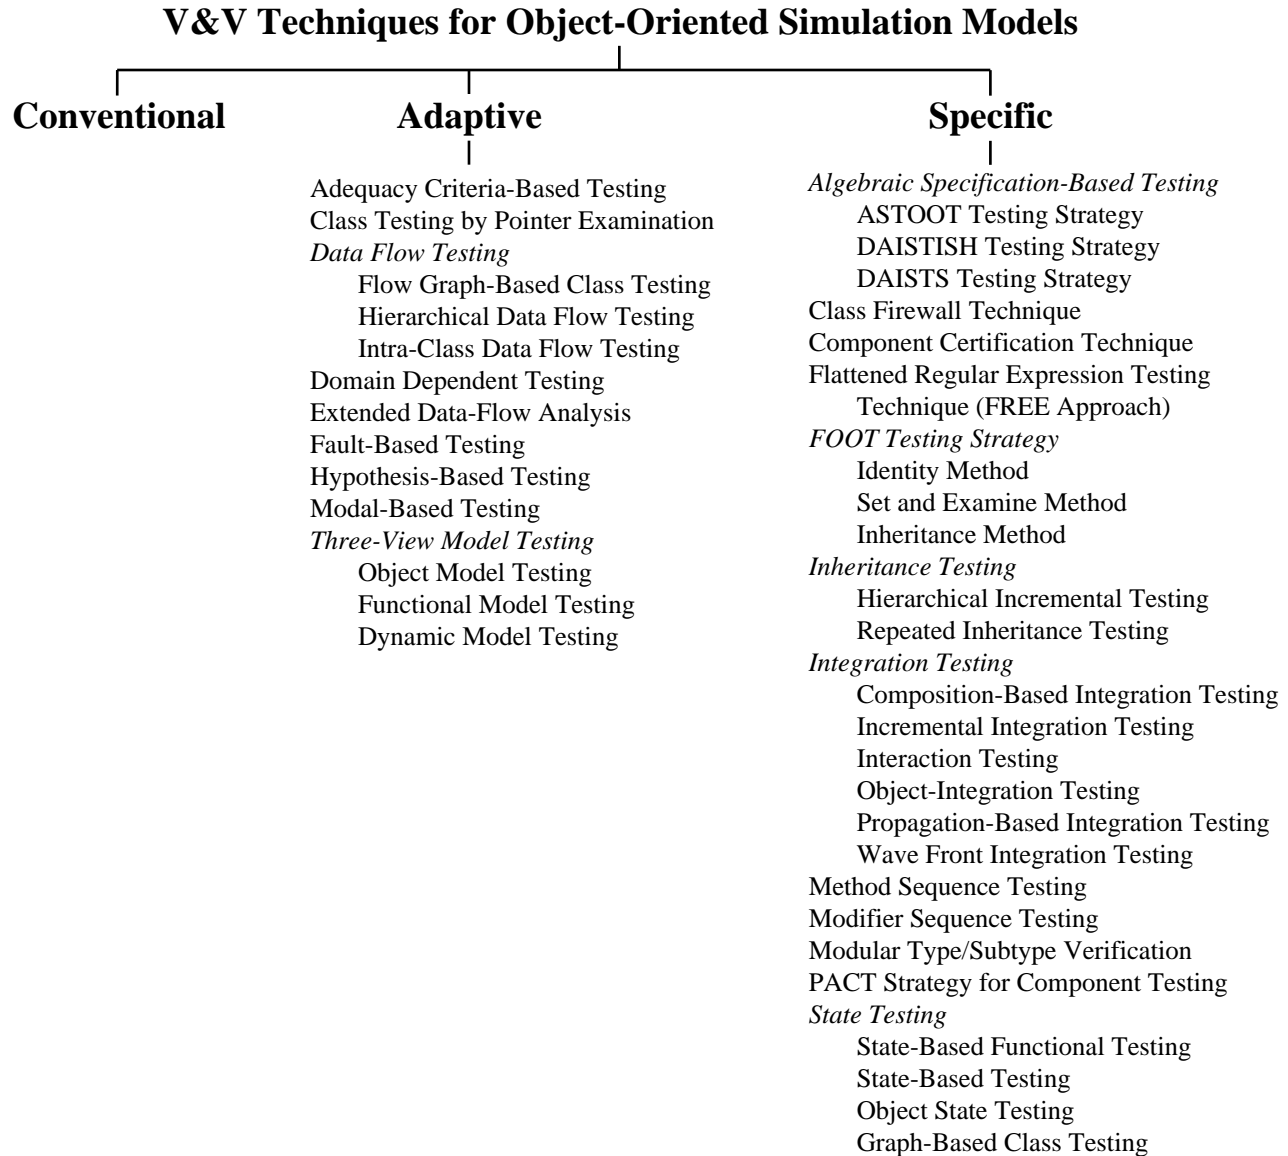 V&V Techniques for Object-Oriented Simulation Models
Conventional
Adaptive
Specific
Adequacy Criteria-Based Testing
Class Testing by Pointer Examination
Data Flow Testing
Flow Graph-Based Class Testing
Hierarchical Data Flow Testing
Intra-Class Data Flow Testing
Domain Dependent Testing
Extended Data-Flow Analysis
Fault-Based Testing
Hypothesis-Based Testing
Modal-Based Testing
Three-View Model Testing
Object Model Testing
Functional Model Testing
Dynamic Model Testing
Algebraic Specification-Based Testing
ASTOOT Testing Strategy
DAISTISH Testing Strategy
DAISTS Testing Strategy
Class Firewall Technique
Component Certification Technique
Flattened Regular Expression Testing
Technique (FREE Approach)
FOOT Testing Strategy
Identity Method
Set and Examine Method
Inheritance Method
Inheritance Testing
Hierarchical Incremental Testing
Repeated Inheritance Testing
Integration Testing
Composition-Based Integration Testing
Incremental Integration Testing
Interaction Testing
Object-Integration Testing
Propagation-Based Integration Testing
Wave Front Integration Testing
Method Sequence Testing
Modifier Sequence Testing
Modular Type/Subtype Verification
PACT Strategy for Component Testing
State Testing
State-Based Functional Testing
State-Based Testing
Object State Testing
Graph-Based Class Testing